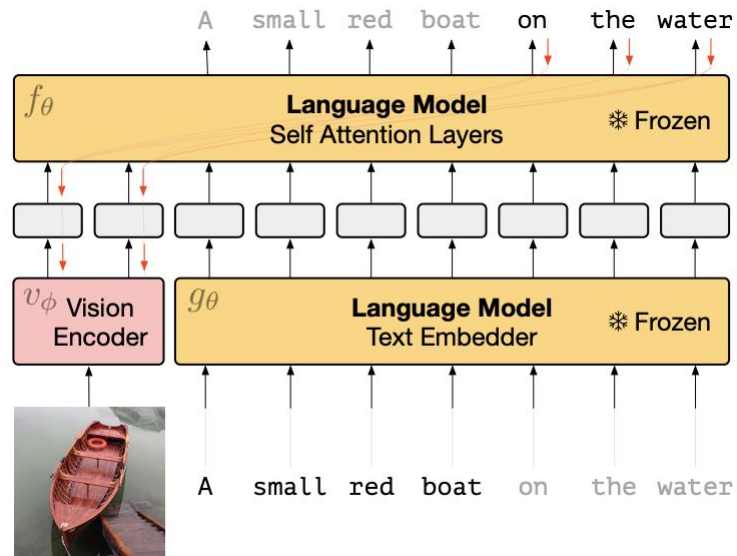 A small red boat on the water
fθ
Language Model
Self Attention Layers
❄ Frozen
vϕ Vision
Encoder
gθ
Language Model
Text Embedder
❄ Frozen
A small red boat on the water